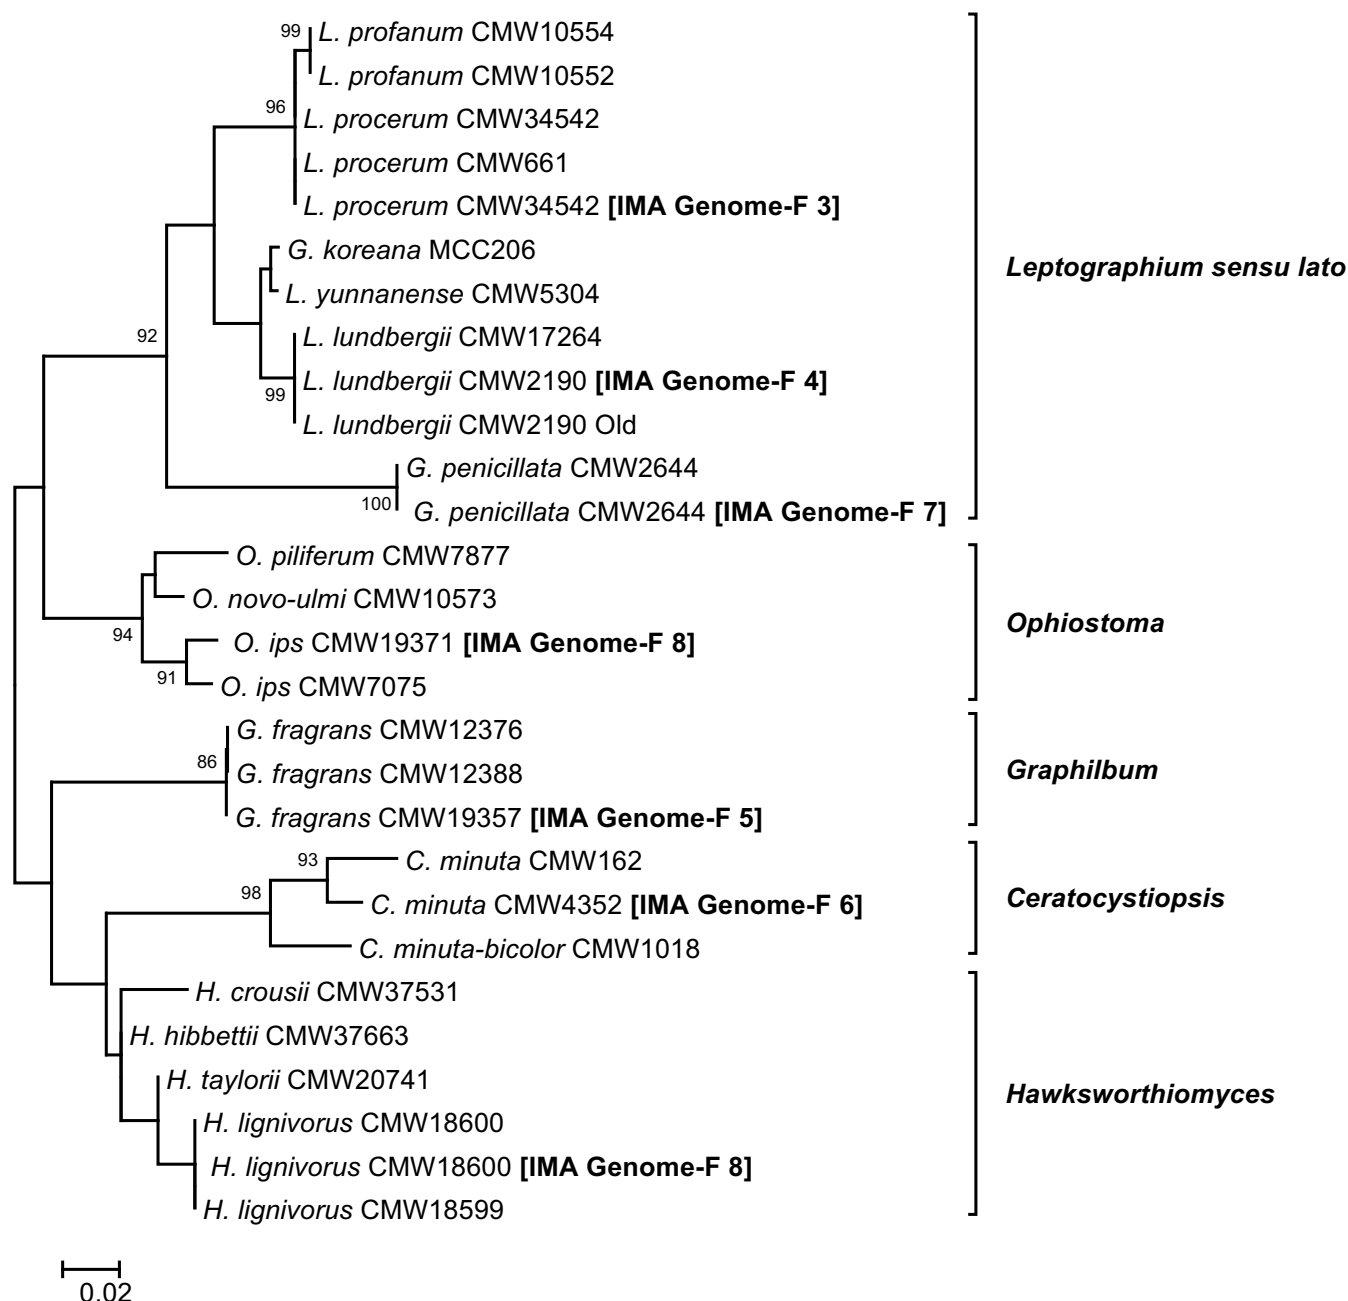 99
L. profanum CMW10554
L. profanum CMW10552
96
L. procerum CMW34542
L. procerum CMW661
L. procerum CMW34542 [IMA Genome-F 3]
G. koreana MCC206
Leptographium sensu lato
L. yunnanense CMW5304
92
L. lundbergii CMW17264
L. lundbergii CMW2190 [IMA Genome-F 4]
99
L. lundbergii CMW2190 Old
G. penicillata CMW2644
100
G. penicillata CMW2644 [IMA Genome-F 7]
O. piliferum CMW7877
O. novo-ulmi CMW10573
Ophiostoma
94
O. ips CMW19371 [IMA Genome-F 8]
91
O. ips CMW7075
G. fragrans CMW12376
86
G. fragrans CMW12388
Graphilbum
G. fragrans CMW19357 [IMA Genome-F 5]
93
C. minuta CMW162
98
C. minuta CMW4352 [IMA Genome-F 6]
Ceratocystiopsis
C. minuta-bicolor CMW1018
H. crousii CMW37531
H. hibbettii CMW37663
H. taylorii CMW20741
Hawksworthiomyces
H. lignivorus CMW18600
H. lignivorus CMW18600 [IMA Genome-F 8]
H. lignivorus CMW18599
0.02